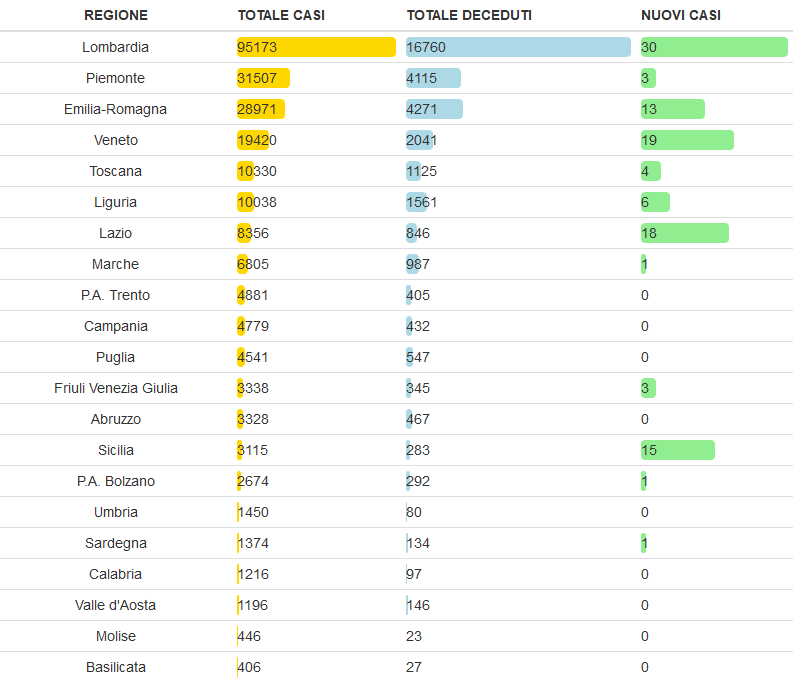 REGIONE TOTALE CASI TOTALE DECEDUTI NUOVI CASI
Lombardia 95173 16760 30
Piemonte 31507 4115 3
Emilia-Romagna 28971 4271 13
Veneto 19420 2041 19
Toscana 10330 1125 4
Liguria 10038 1561 6
Lazio 8356 846 18
Marche 6805 987 1
P.A. Trento 4881 405 0
Campania 4779 432 0
Puglia 4541 547 0
Friuli Venezia Giulia 3338 345 3
Abruzzo 3328 467 0
Sicilia 3115 283 15
P.A. Bolzano 2674 292 1
Umbria 1450 80 0
Sardegna 1374 134 1
Calabria 1216 97 0
Valle d'Aosta 1196 146 0
Molise 446 23 0
Basilicata 406 27 0